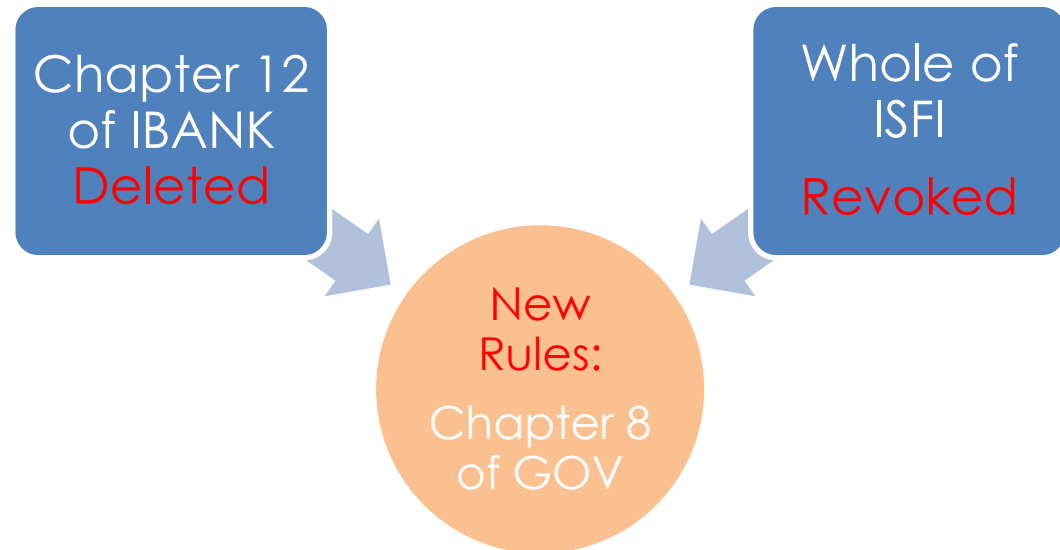 Chapter 12
of IBANK
Deleted
Whole of
ISFI
Revoked
New
Rules:
Chapter 8
of GOV